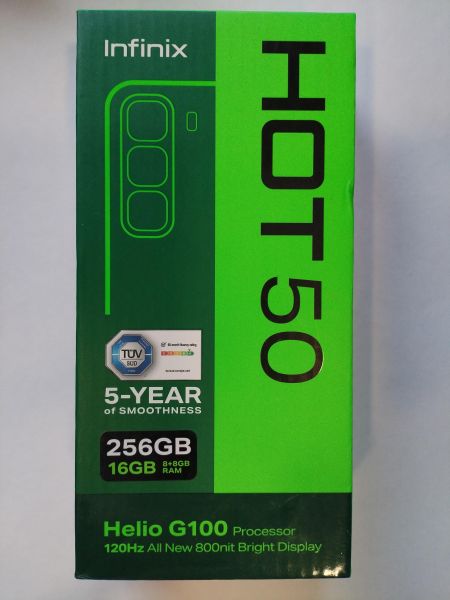 Infinix
HOT 50
TÜV
SÜD
5-YEAR
of SMOOTHNESS
256GB
16GB 8+8GB
RAM
Helio G100 Processor
120Hz All New 800nit Bright Display